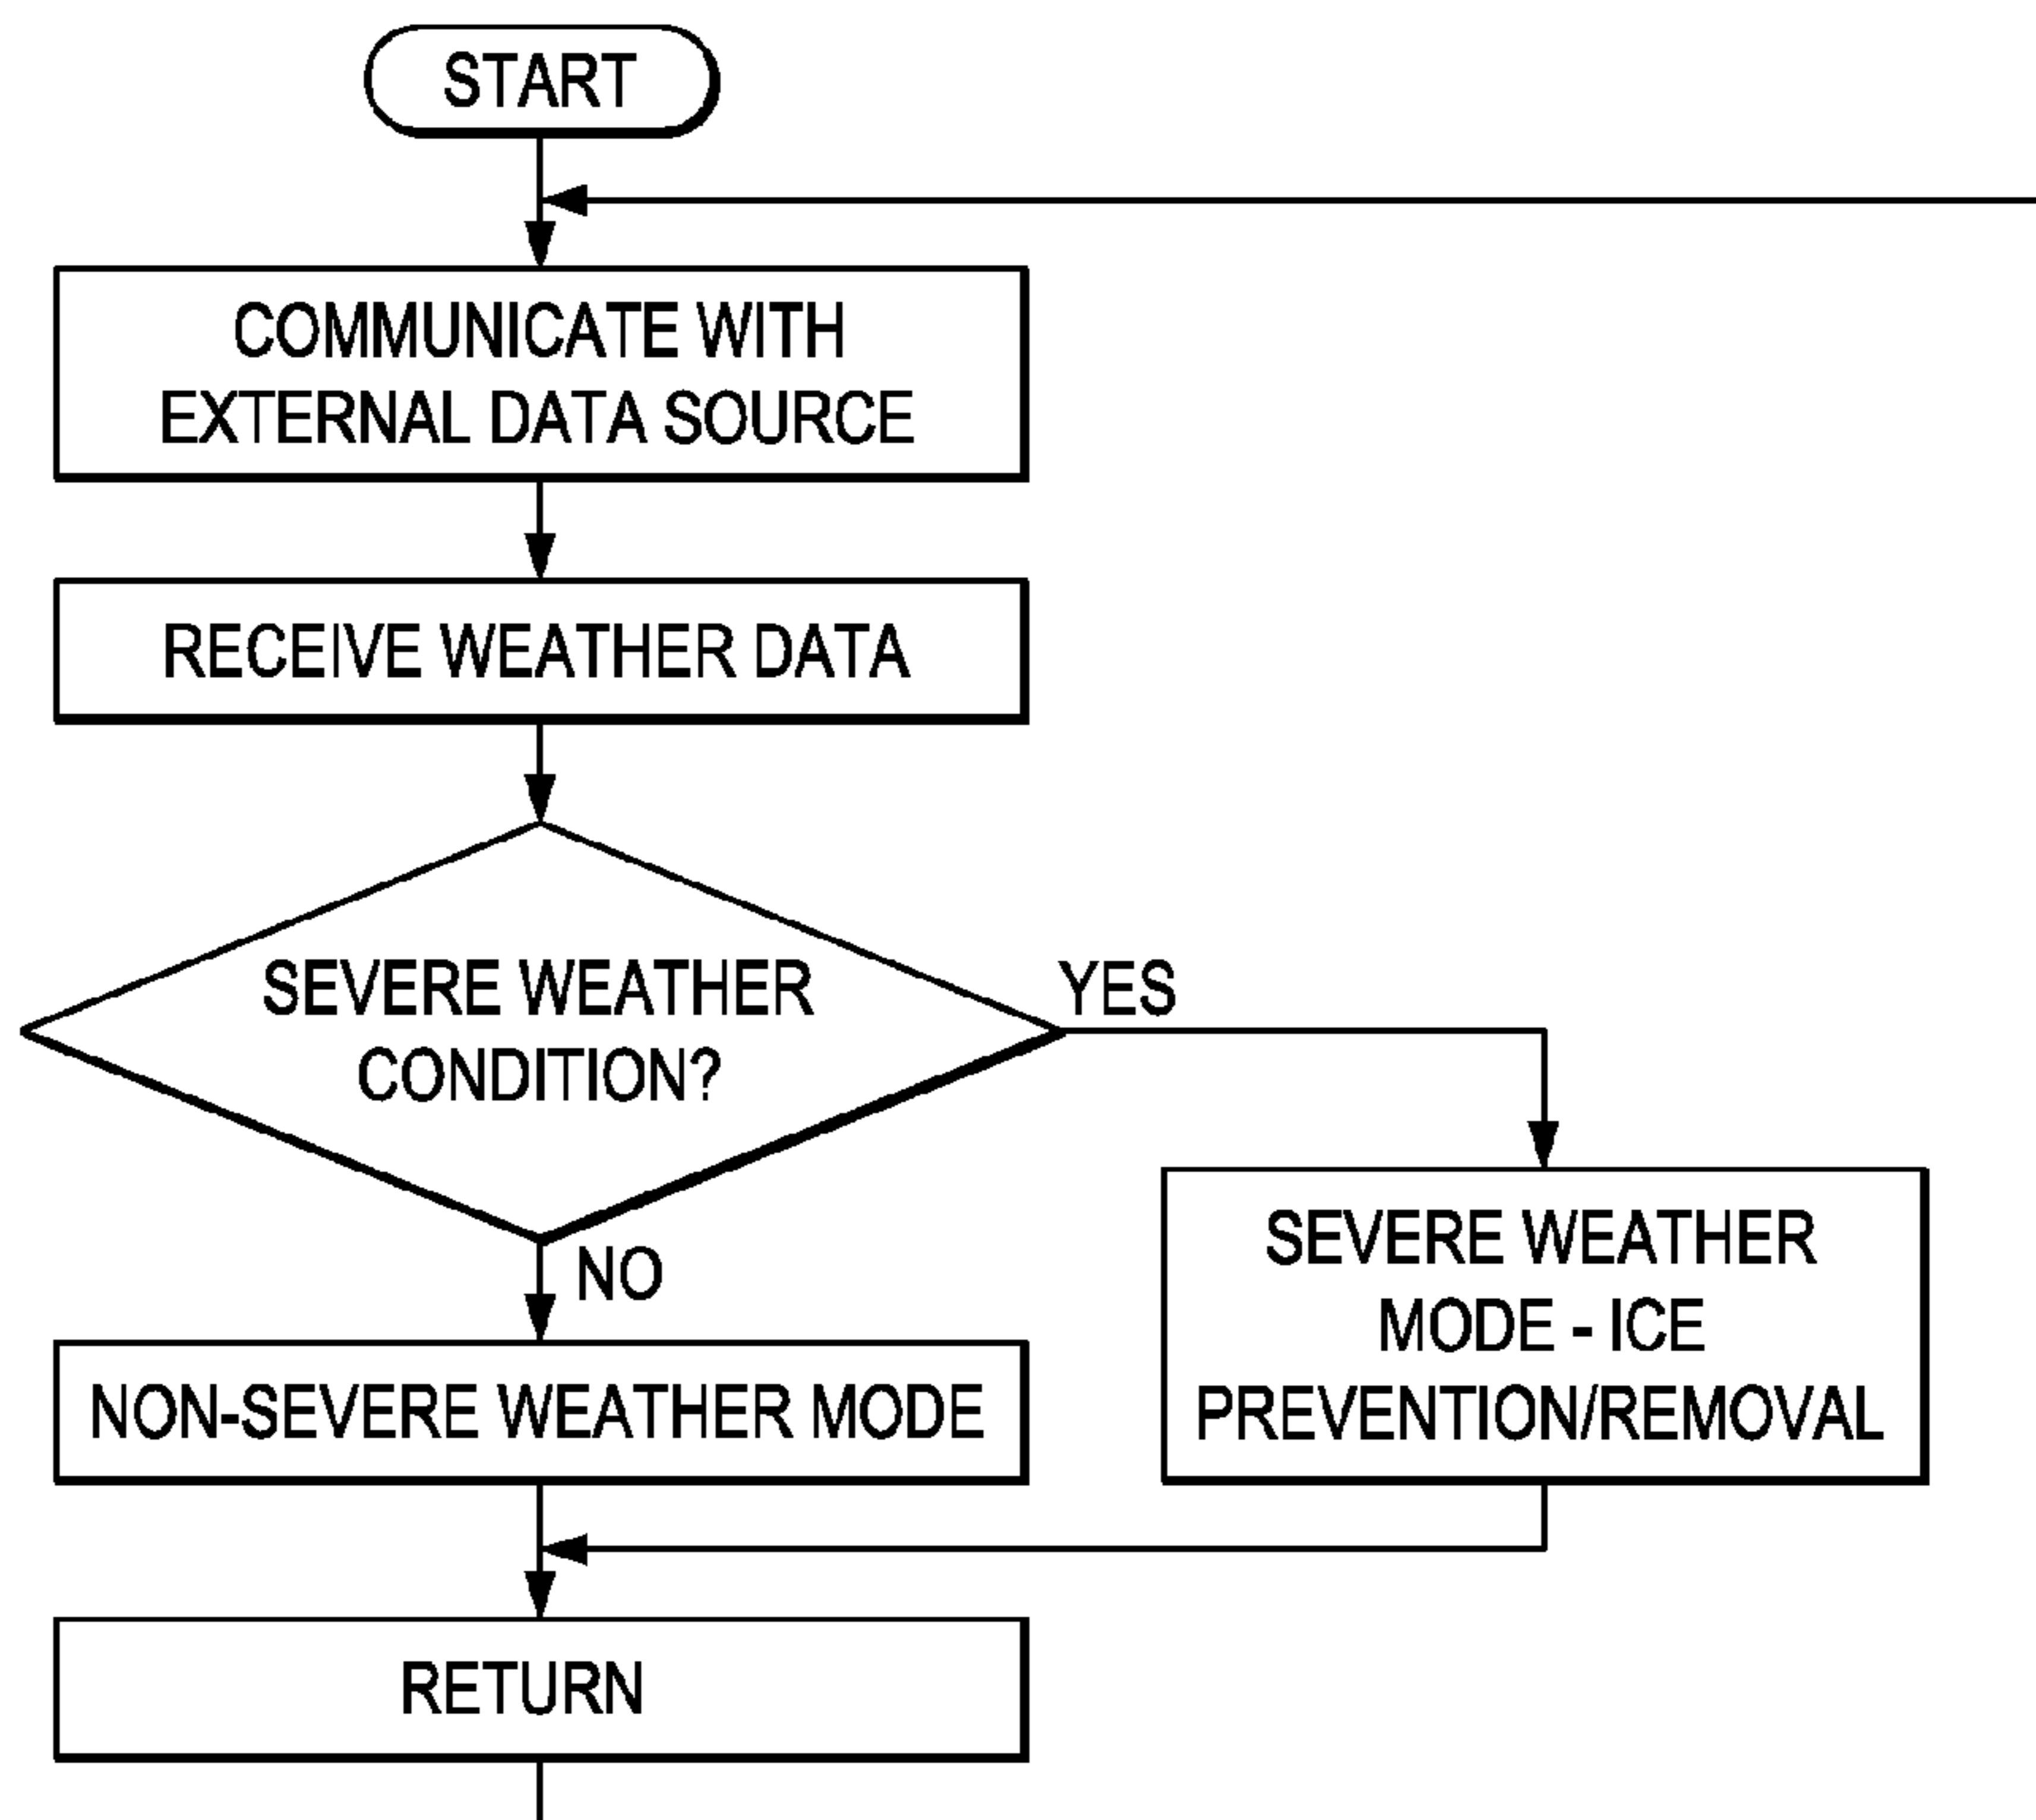 START
COMMUNICATE WITH
EXTERNAL DATA SOURCE
RECEIVE WEATHER DATA
SEVERE WEATHER
CONDITION?
YES
NO
SEVERE WEATHER
MODE - ICE
PREVENTION/REMOVAL
NON-SEVERE WEATHER MODE
RETURN